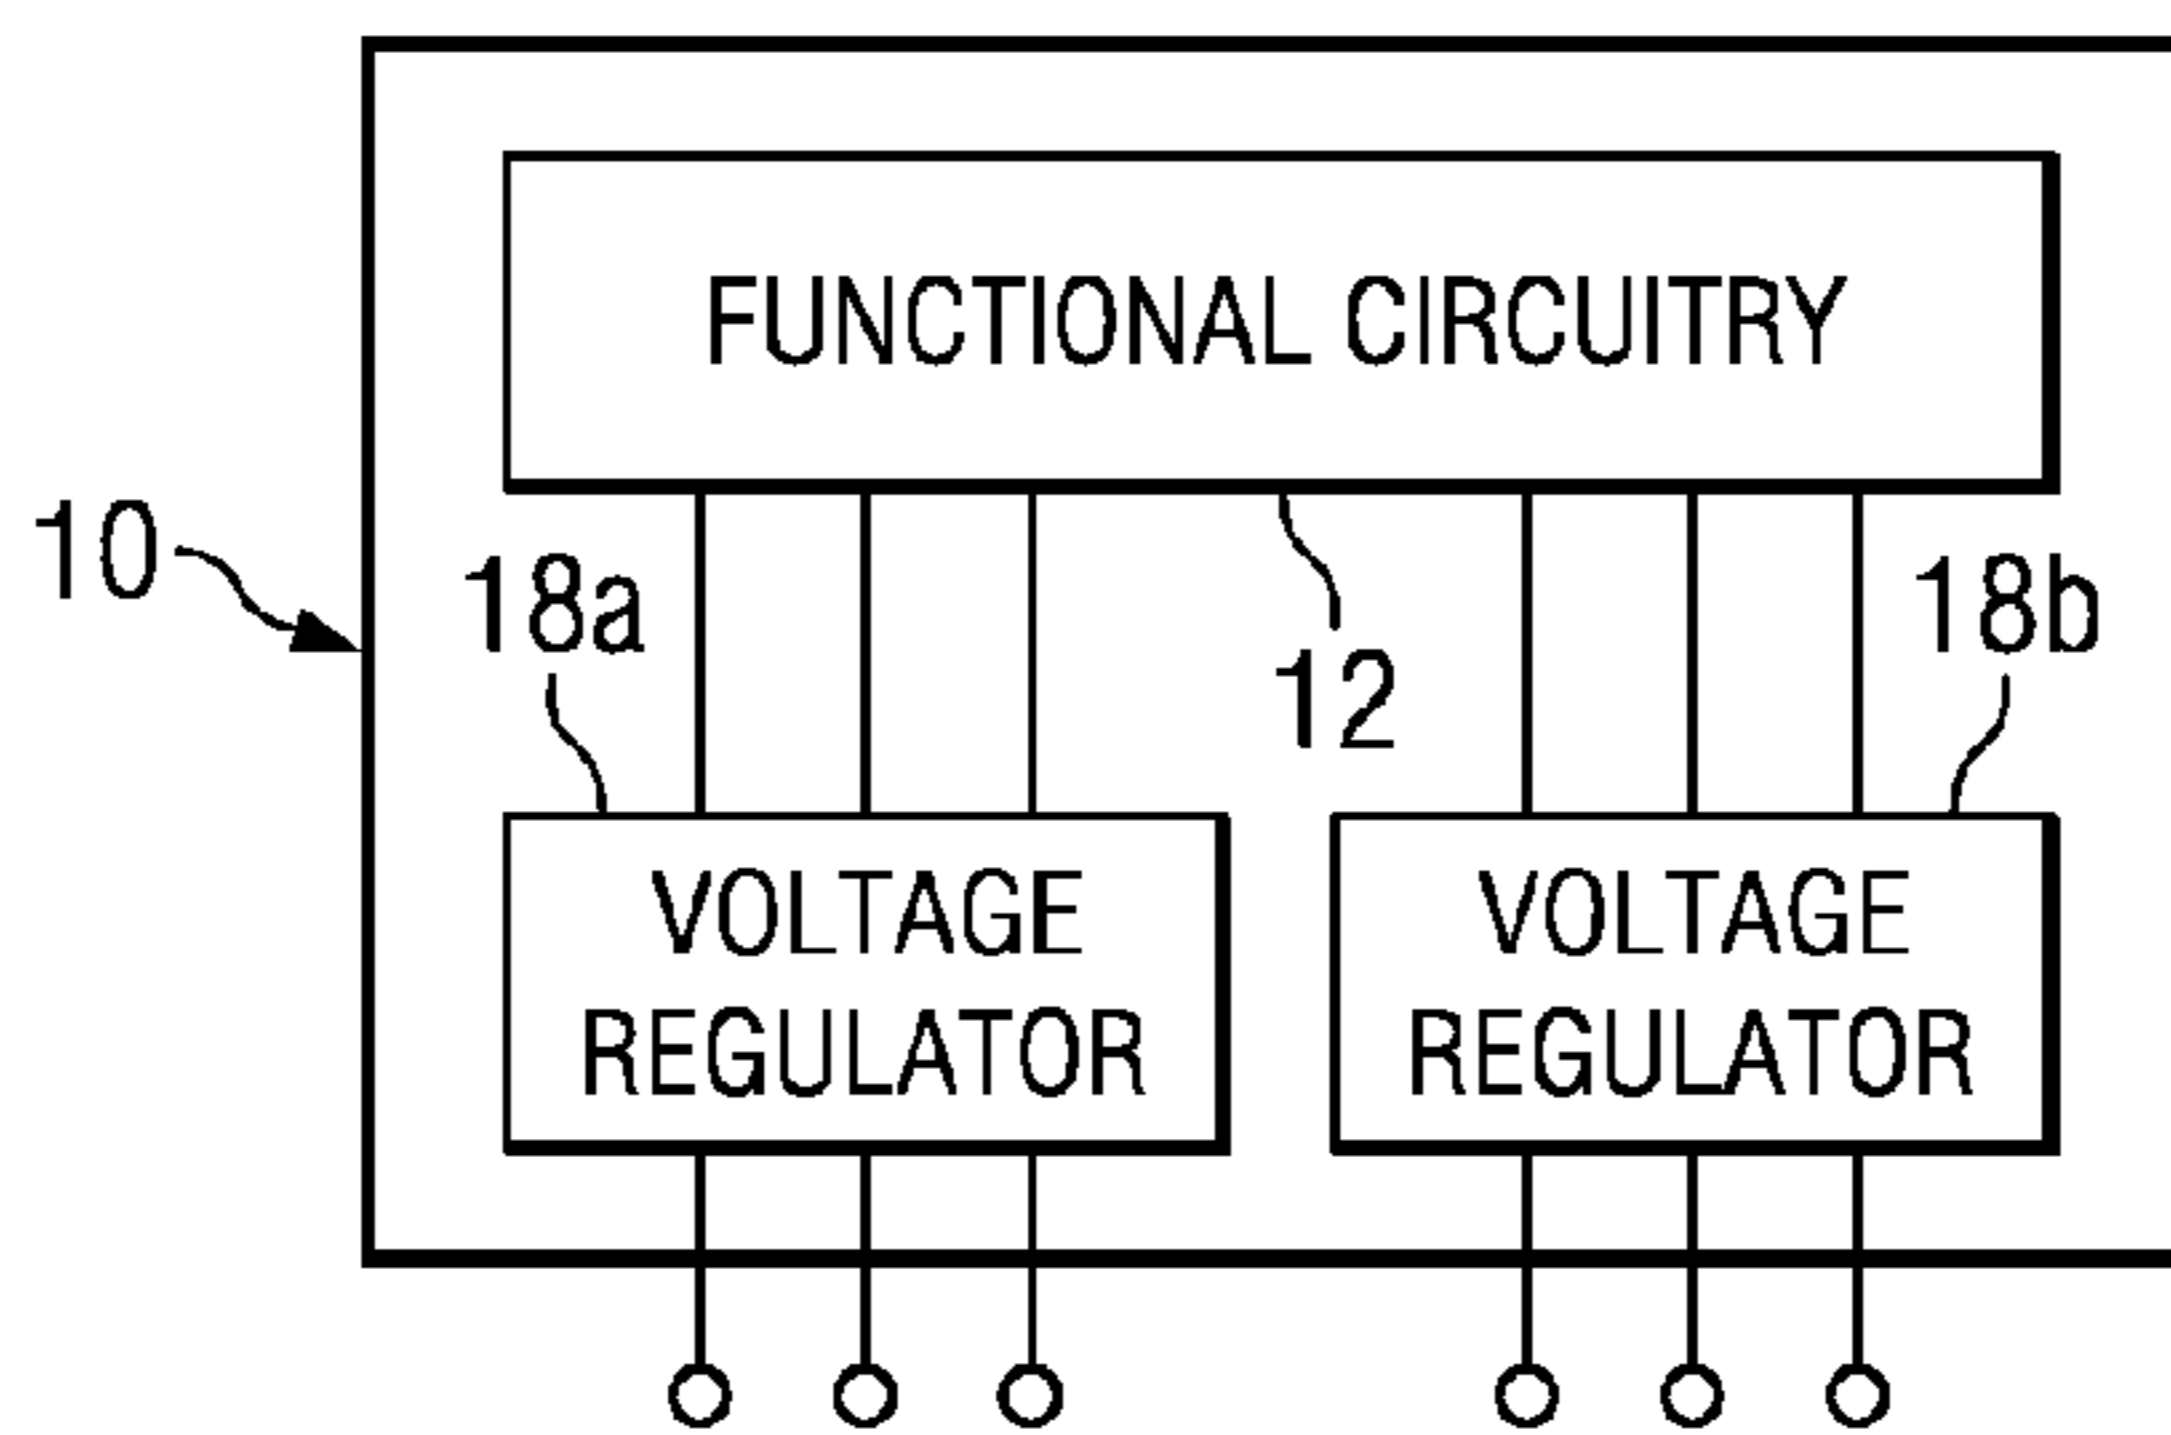 FUNCTIONAL CIRCUITRY
10
18a
12
18b
VOLTAGE
REGULATOR
VOLTAGE
REGULATOR